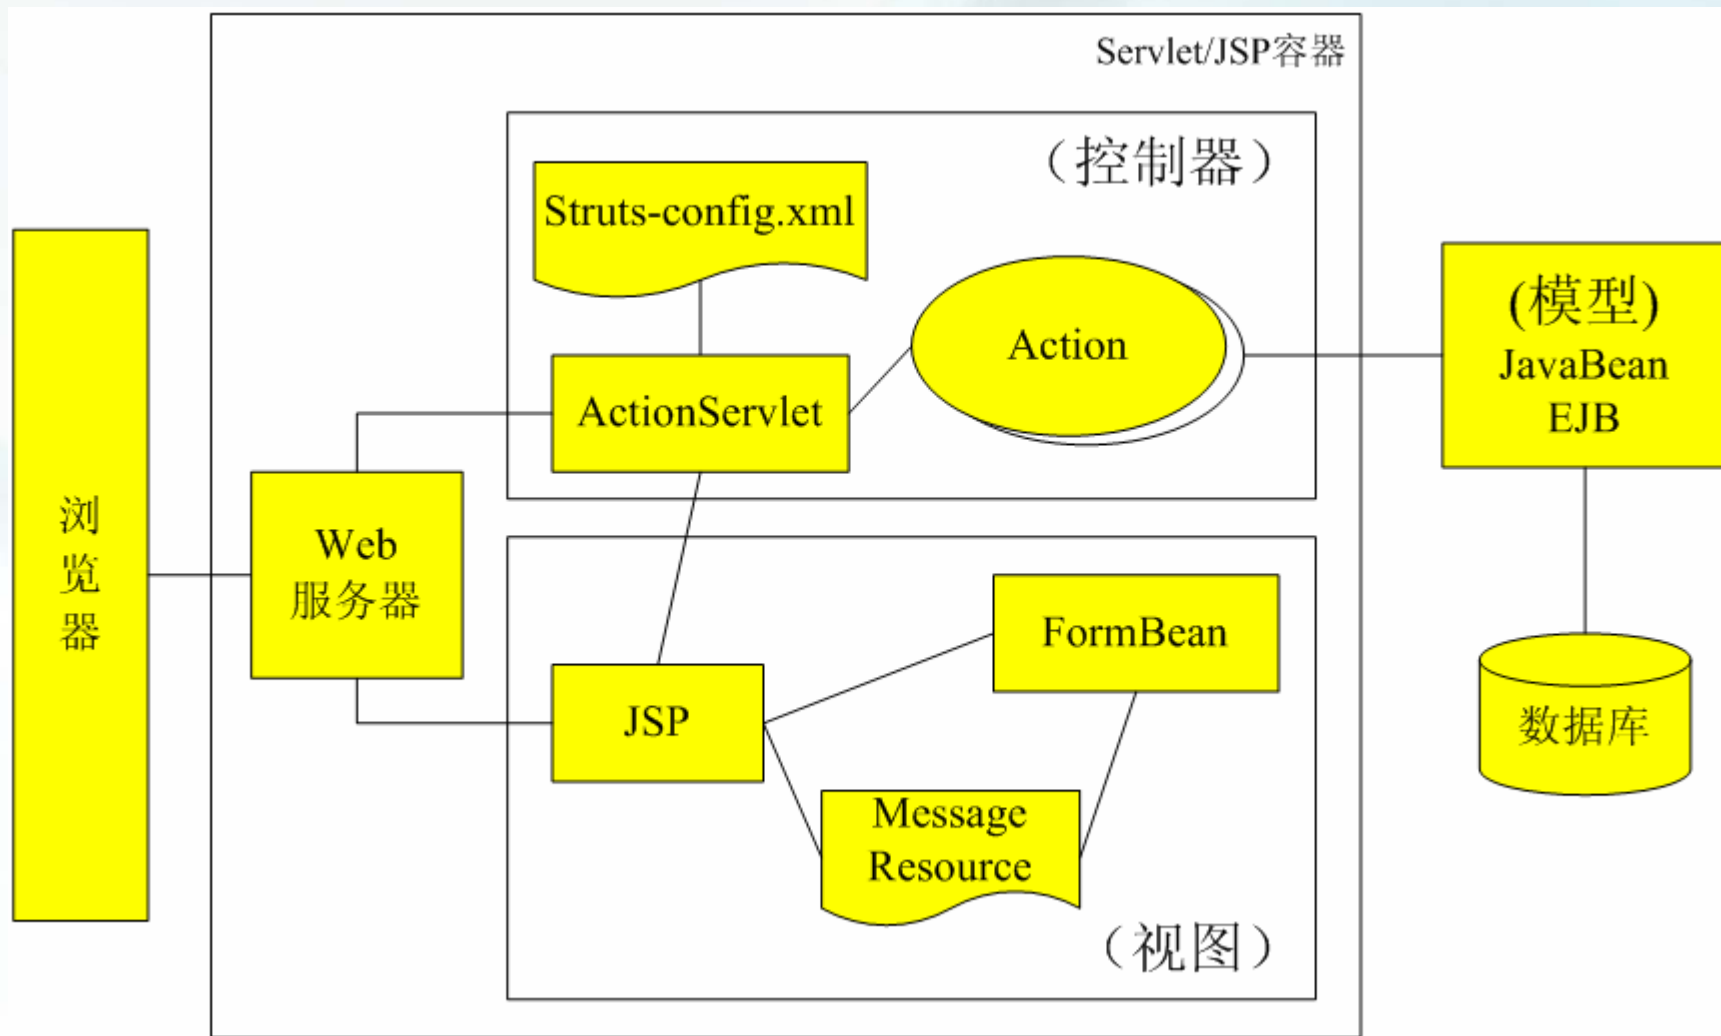 Servlet/JSP容器
（控制器）
Struts-config.xml
Action
ActionServlet
(模型)
JavaBean
EJB
浏
览
器
Web
服务器
FormBean
JSP
数据库
Message
Resource
（视图）